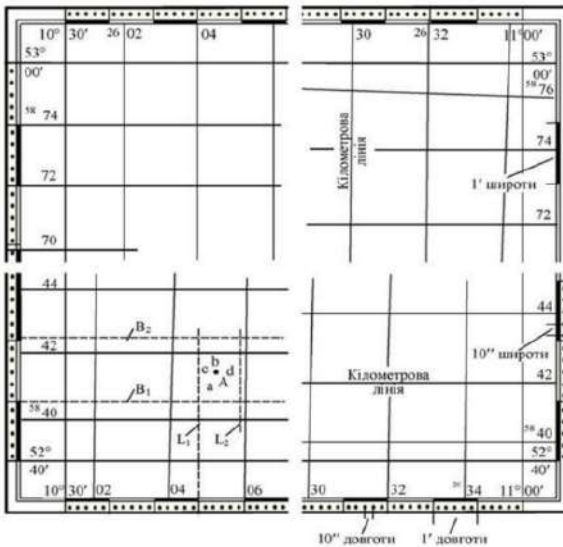 10° 30′ 26 02 04
53°
00′
58 74
72
70
30 26 32 11° 00′
53°
00′
58 76
74
72
Кілометрова
лінія
1′ широти
44
42
58 40
52°
40′
10° 30′ 02 04 06
B₂
B₁
b
c d
A
a
L₁ L₂
44
10″ широти
42
Кілометрова
лінія
58 40
52°
40′
30 32 34 11° 00′
10″ довготи 1′ довготи